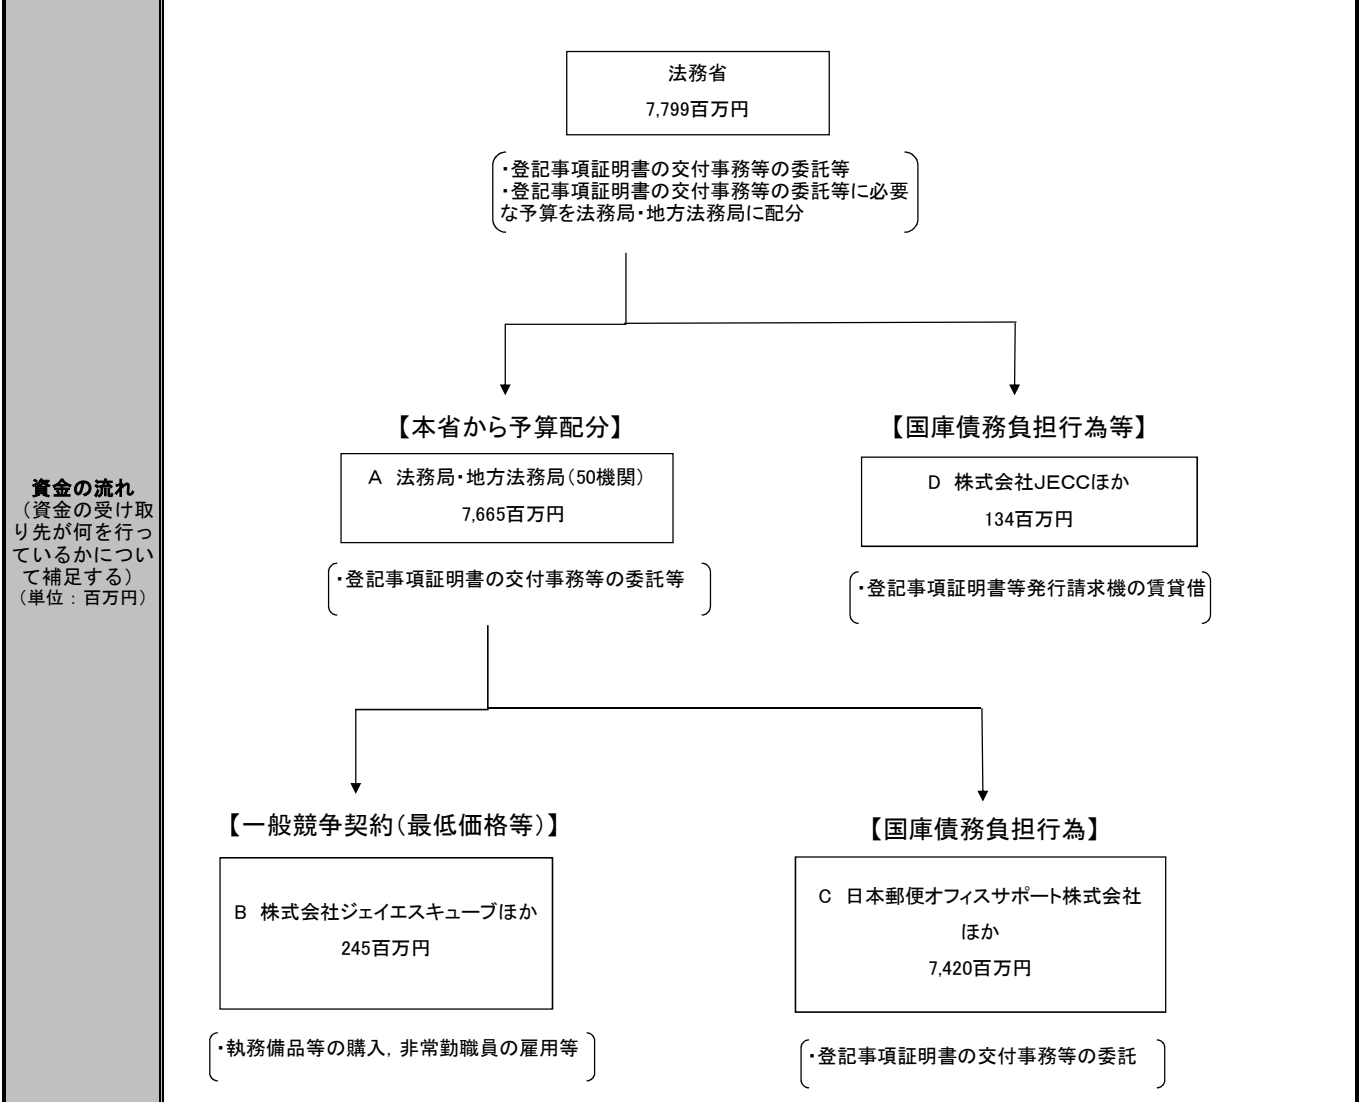 資金の流れ
（資金の受け取
り先が何を行っ
ているかについ
て補足する）
（単位：百万円）
法務省
7,799百万円
・登記事項証明書の交付事務等の委託等
・登記事項証明書の交付事務等の委託等に必要
な予算を法務局・地方法務局に配分
【本省から予算配分】
A 法務局・地方法務局（50機関）
7,665百万円
・登記事項証明書の交付事務等の委託等
【国庫債務負担行為等】
D 株式会社JECCほか
134百万円
・登記事項証明書等発行請求機の賃貸借
【一般競争契約（最低価格等）】
B 株式会社ジェイエスキューブほか
245百万円
・執務備品等の購入，非常勤職員の雇用等
【国庫債務負担行為】
C 日本郵便オフィスサポート株式会社
ほか
7,420百万円
・登記事項証明書の交付事務等の委託